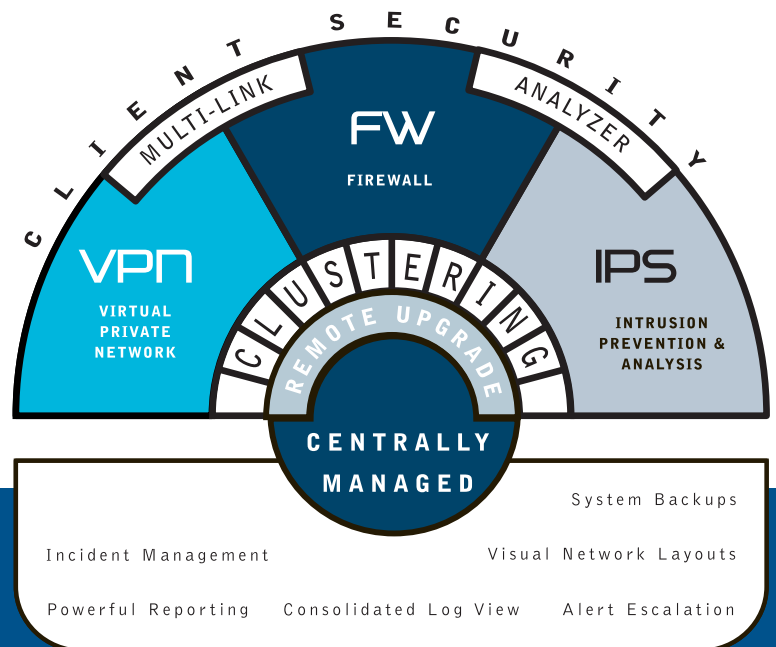 CLIENT SECURITY
MULTI-LINK
ANALYZER
FW
FIREWALL
VPN
VIRTUAL
PRIVATE
NETWORK
IPS
INTRUSION
PREVENTION &
ANALYSIS
CLUSTERING
REMOTE UPGRADE
CENTRALLY
MANAGED
System Backups
Incident Management
Visual Network Layouts
Powerful Reporting
Consolidated Log View
Alert Escalation